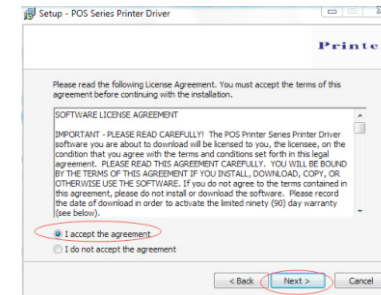 Setup - POS Series Printer Driver
Please read the following License Agreement. You must accept the terms of this
agreement before continuing with the installation.
SOFTWARE LICENSE AGREEMENT
IMPORTANT - PLEASE READ CAREFULLY! The POS Printer Series Printer Driver
software you are about to download will be licensed to you, the licensee, on the
condition that you agree with the terms and conditions set forth in this legal
agreement. PLEASE READ THIS AGREEMENT CAREFULLY. YOU WILL BE BOUND
BY THE TERMS OF THIS AGREEMENT IF YOU INSTALL, DOWNLOAD, COPY, OR
OTHERWISE USE THE SOFTWARE. If you do not agree to the terms contained in
this agreement, please do not install or download the software. Please record
the date of download in order to activate the limited ninety (90) day warranty
(see below).
I accept the agreement
I do not accept the agreement
< Back
Next >
Cancel